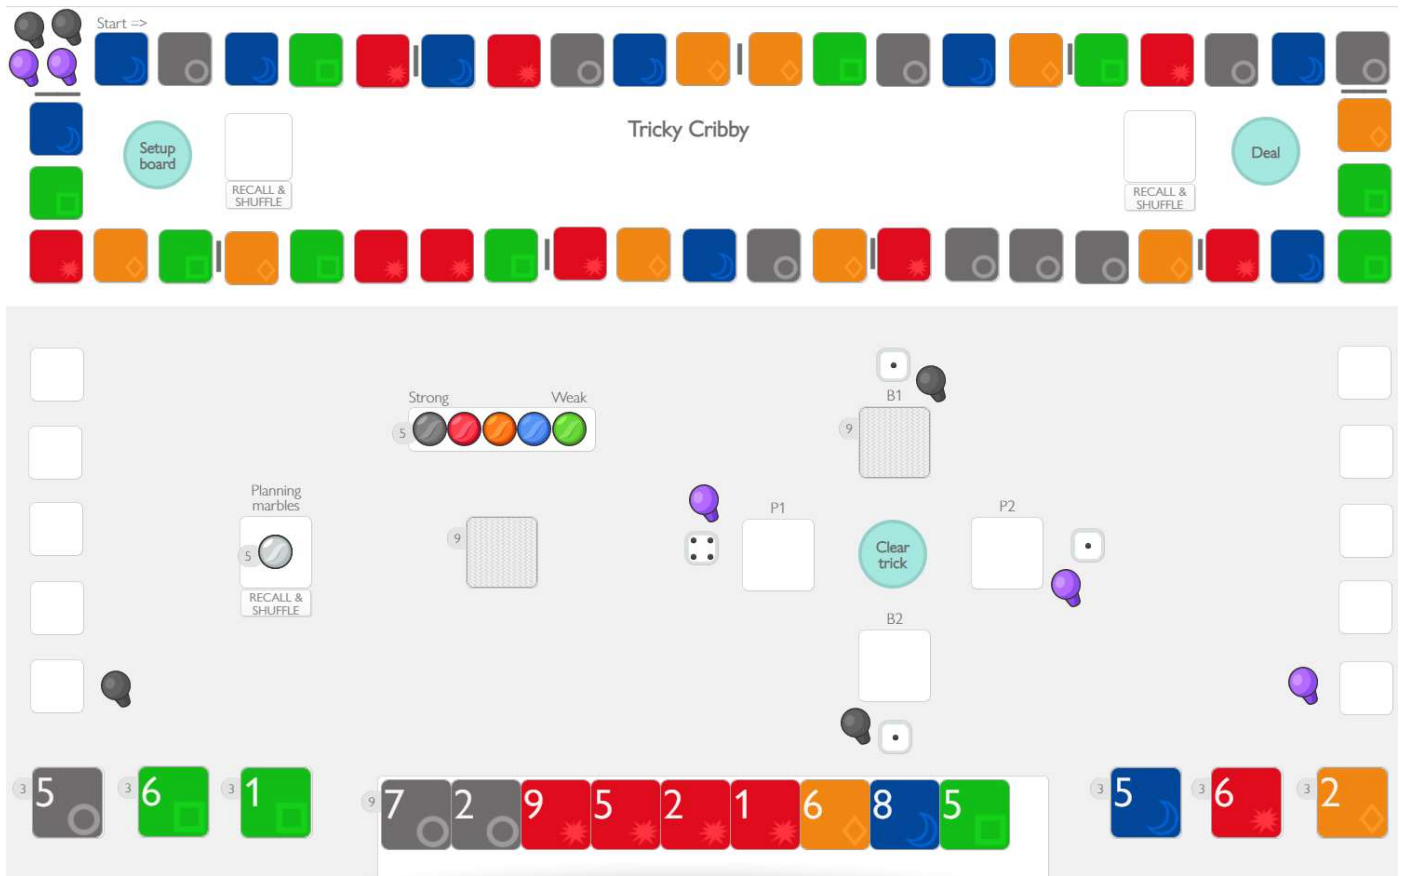 Start =>
Tricky Cribby
Setup
board
RECALL &
SHUFFLE
RECALL &
SHUFFLE
Deal
Strong
Weak
5
B1
9
Planning
marbles
5
RECALL &
SHUFFLE
9
P1
P2
Clear
trick
B2
3 5
3 6
3 1
9 7 2 9 5 2 1 6 8 5
3 5
3 6
3 2